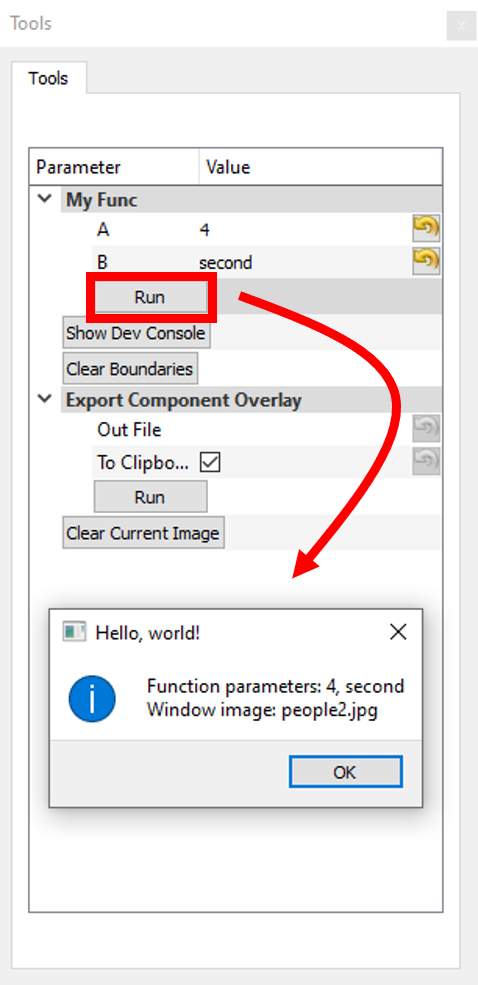 Tools
x
Tools
Parameter Value
My Func
A 4
B second
Run
Show Dev Console
Clear Boundaries
Export Component Overlay
Out File
To Clipbo...
Run
Clear Current Image
Hello, world!
i
Function parameters: 4, second
Window image: people2.jpg
OK